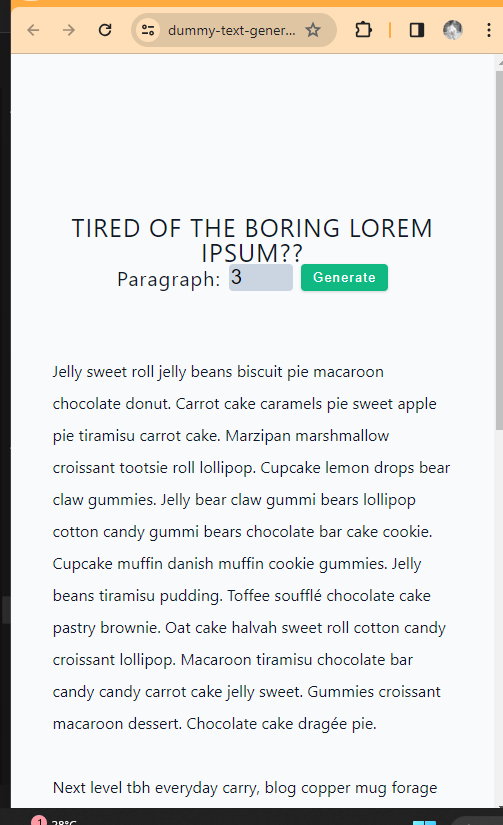 dummy-text-gener...
TIRED OF THE BORING LOREM
IPSUM??
Paragraph: 3 Generate
Jelly sweet roll jelly beans biscuit pie macaroon
chocolate donut. Carrot cake caramels pie sweet apple
pie tiramisu carrot cake. Marzipan marshmallow
croissant tootsie roll lollipop. Cupcake lemon drops bear
claw gummies. Jelly bear claw gummi bears lollipop
cotton candy gummi bears chocolate bar cake cookie.
Cupcake muffin danish muffin cookie gummies. Jelly
beans tiramisu pudding. Toffee soufflé chocolate cake
pastry brownie. Oat cake halvah sweet roll cotton candy
croissant lollipop. Macaroon tiramisu chocolate bar
candy candy carrot cake jelly sweet. Gummies croissant
macaroon dessert. Chocolate cake dragée pie.
Next level tbh everyday carry, blog copper mug forage
1 28°C